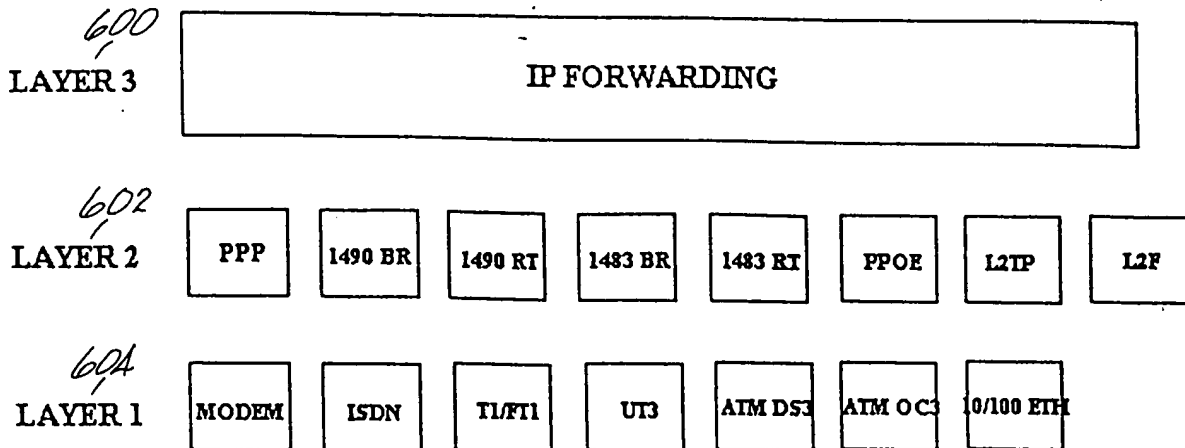 600
LAYER 3
IP FORWARDING
602
LAYER 2
PPP
1490 BR
1490 RT
1483 BR
1483 RT
PPOE
L2TP
L2F
604
LAYER 1
MODEM
ISDN
T1/FT1
UT3
ATM DS3
ATM OC3
10/100 ETH